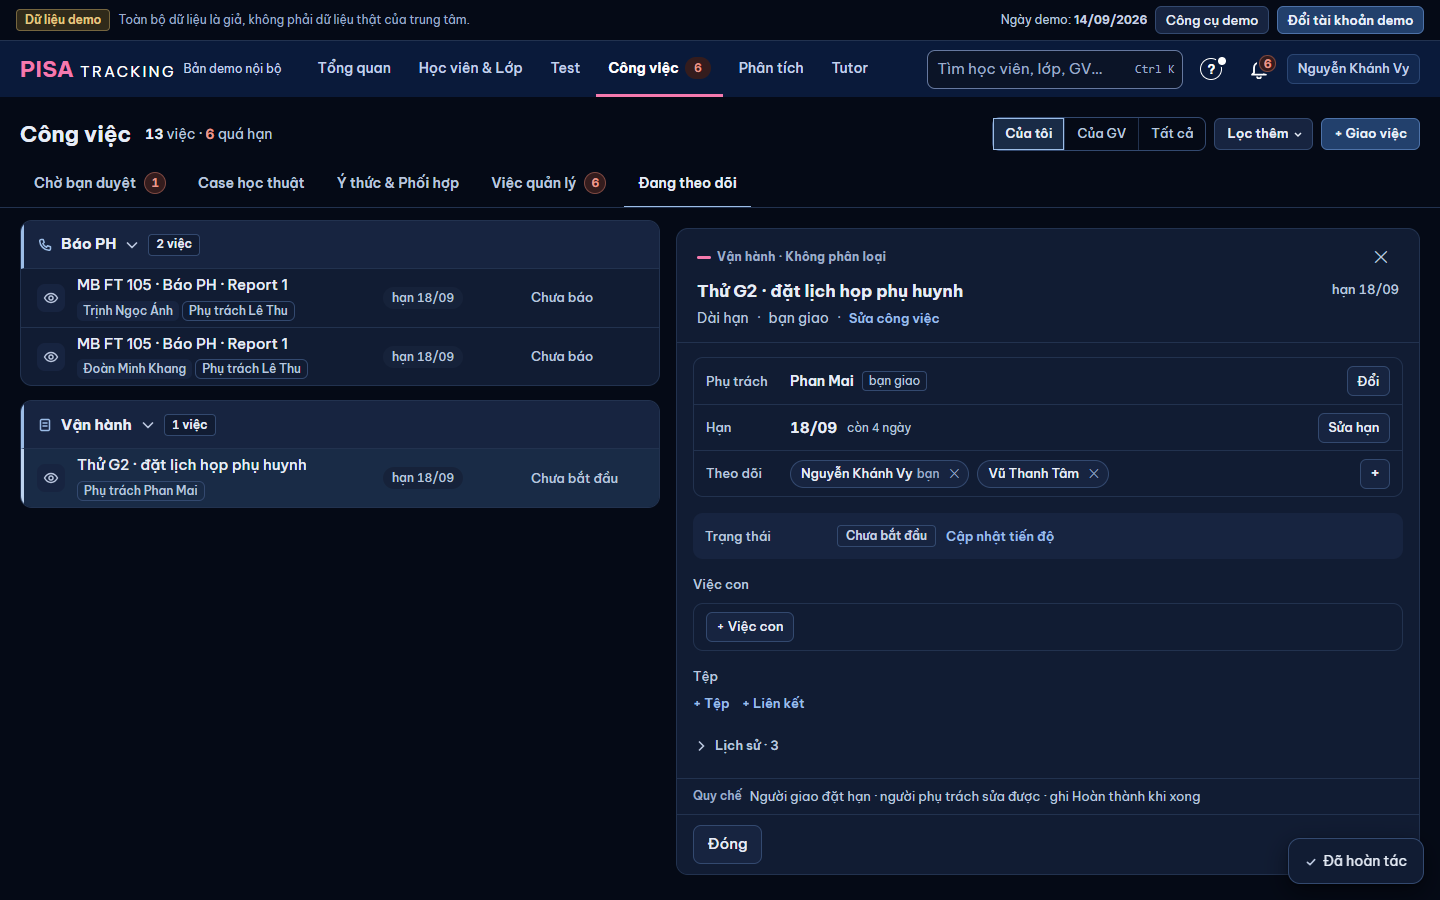 Dữ liệu demo Toàn bộ dữ liệu là giả, không phải dữ liệu thật của trung tâm. Ngày demo: 14/09/2026 Công cụ demo Đổi tài khoản demo
PISA TRACKING Bản demo nội bộ Tổng quan Học viên & Lớp Test Công việc 6 Phân tích Tutor Tìm học viên, lớp, GV... Ctrl K ? 6 Nguyễn Khánh Vy
Công việc 13 việc · 6 quá hạn Của tôi Của GV Tất cả Lọc thêm + Giao việc
Chờ bạn duyệt 1 Case học thuật Ý thức & Phối hợp Việc quản lý 6 Đang theo dõi
Báo PH 2 việc
MB FT 105 · Báo PH · Report 1
Trịnh Ngọc Ánh Phụ trách Lê Thu
hạn 18/09 Chưa báo
MB FT 105 · Báo PH · Report 1
Đoàn Minh Khang Phụ trách Lê Thu
hạn 18/09 Chưa báo
Vận hành 1 việc
Thử G2 · đặt lịch họp phụ huynh
Phụ trách Phan Mai
hạn 18/09 Chưa bắt đầu
Vận hành · Không phân loại
Thử G2 · đặt lịch họp phụ huynh hạn 18/09
Dài hạn · bạn giao · Sửa công việc
Phụ trách Phan Mai bạn giao Đổi
Hạn 18/09 còn 4 ngày Sửa hạn
Theo dõi Nguyễn Khánh Vy bạn Vũ Thanh Tâm +
Trạng thái Chưa bắt đầu Cập nhật tiến độ
Việc con
+ Việc con
Tệp
+ Tệp + Liên kết
Lịch sử · 3
Quy chế Người giao đặt hạn · người phụ trách sửa được · ghi Hoàn thành khi xong
Đóng
Đã hoàn tác